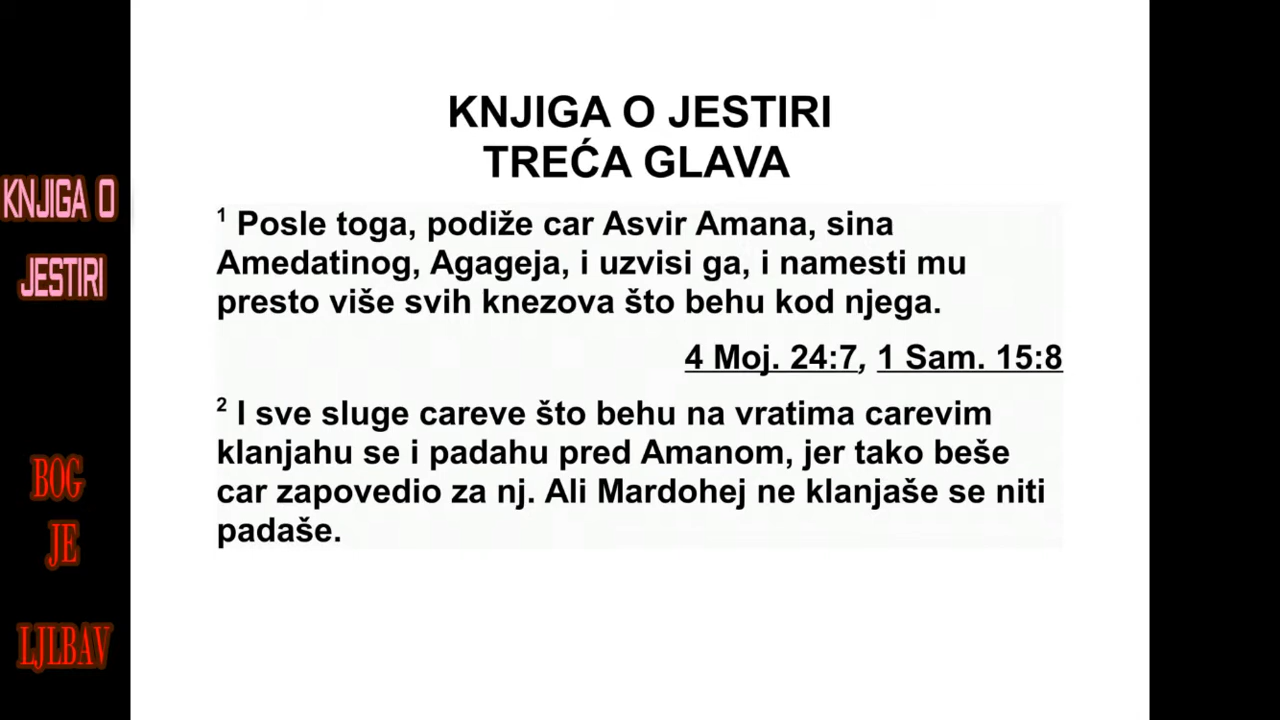 KNJIGA O
JESTIRI
BOG
JE
LJLBAV
KNJIGA O JESTIRI
TREĆA GLAVA
1 Posle toga, podiže car Asvir Amana, sina
Amedatinog, Agageja, i uzvisi ga, i namesti mu
presto više svih knezova što behu kod njega.
4 Moj. 24:7, 1 Sam. 15:8
2 I sve sluge careve što behu na vratima carevim
klanjahu se i padahu pred Amanom, jer tako beše
car zapovedio za nj. Ali Mardohej ne klanjaše se niti
padaše.